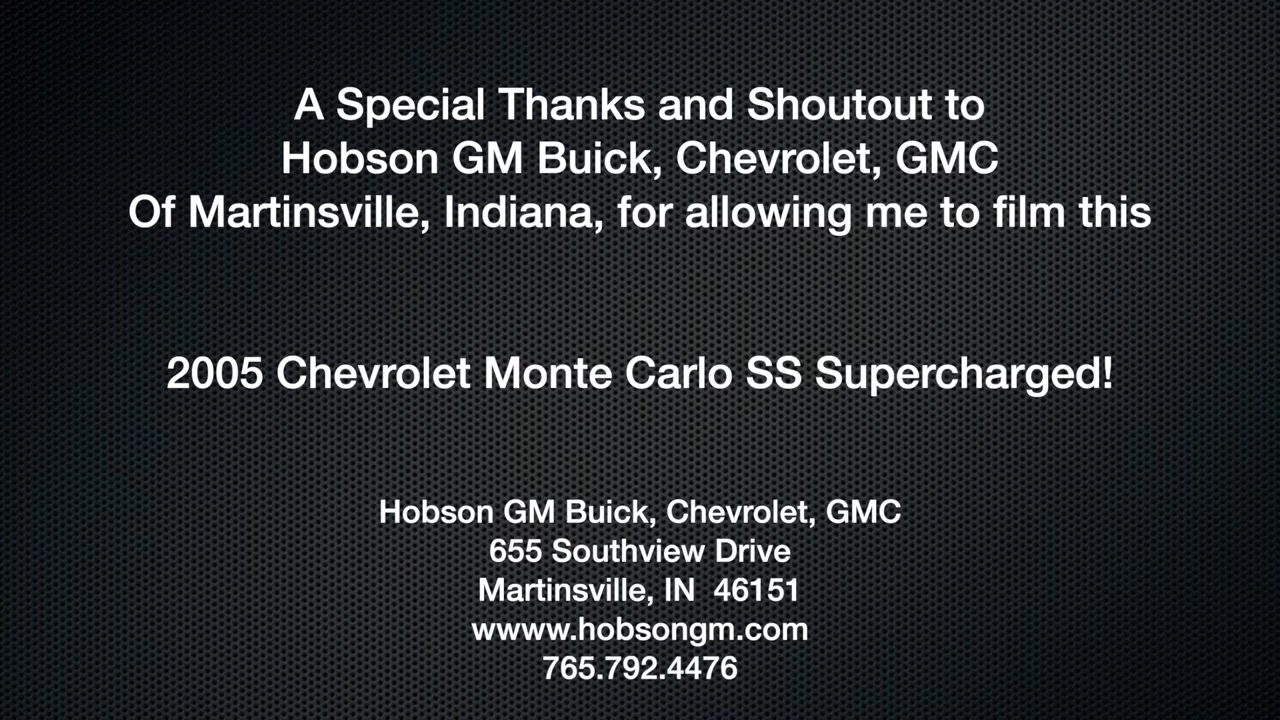 A Special Thanks and Shoutout to
Hobson GM Buick, Chevrolet, GMC
Of Martinsville, Indiana, for allowing me to film this
2005 Chevrolet Monte Carlo SS Supercharged!
Hobson GM Buick, Chevrolet, GMC
655 Southview Drive
Martinsville, IN  46151
wwww.hobsongm.com
765.792.4476